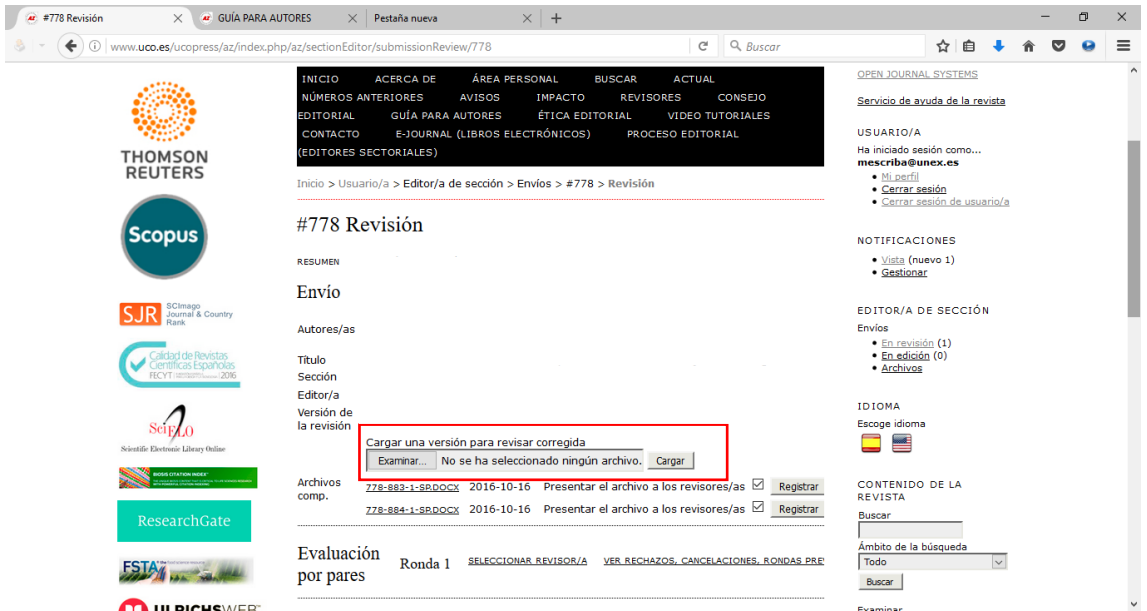 #778 Revisión
GUÍA PARA AUTORES
Pestaña nueva
www.uco.es/ucopress/az/index.php/az/sectionEditor/submissionReview/778
Buscar
THOMSON
REUTERS
Scopus
SJR
SCImago
Journal & Country
Rank
Calidad de Revistas
Científicas Españolas
FECYT
2016
SciELO
Scientific Electronic Library Online
BIOSIS CITATION INDEX
ResearchGate
FSTA
ULRICHSWEB
INICIO ACERCA DE ÁREA PERSONAL BUSCAR ACTUAL
NÚMEROS ANTERIORES AVISOS IMPACTO REVISORES CONSEJO
EDITORIAL GUÍA PARA AUTORES ÉTICA EDITORIAL VIDEO TUTORIALES
CONTACTO E-JOURNAL (LIBROS ELECTRÓNICOS) PROCESO EDITORIAL
(EDITORES SECTORIALES)
Inicio > Usuario/a > Editor/a de sección > Envíos > #778 > Revisión
#778 Revisión
RESUMEN
Envío
Autores/as
Título
Sección
Editor/a
Versión de
la revisión
Cargar una versión para revisar corregida
Examinar... No se ha seleccionado ningún archivo. Cargar
Archivos
comp.
778-883-1-SP.DOCX 2016-10-16 Presentar el archivo a los revisores/as Registrar
778-884-1-SP.DOCX 2016-10-16 Presentar el archivo a los revisores/as Registrar
Evaluación
por pares
Ronda 1 SELECCIONAR REVISOR/A VER RECHAZOS, CANCELACIONES, RONDAS PRE
OPEN JOURNAL SYSTEMS
Servicio de ayuda de la revista
USUARIO/A
Ha iniciado sesión como...
mescriba@unex.es
Mi perfil
Cerrar sesión
Cerrar sesión de usuario/a
NOTIFICACIONES
Vista (nuevo 1)
Gestionar
EDITOR/A DE SECCIÓN
Envíos
En revisión (1)
En edición (0)
Archivos
IDIOMA
Escoge idioma
CONTENIDO DE LA
REVISTA
Buscar
Ámbito de la búsqueda
Todo
Buscar
Examinar